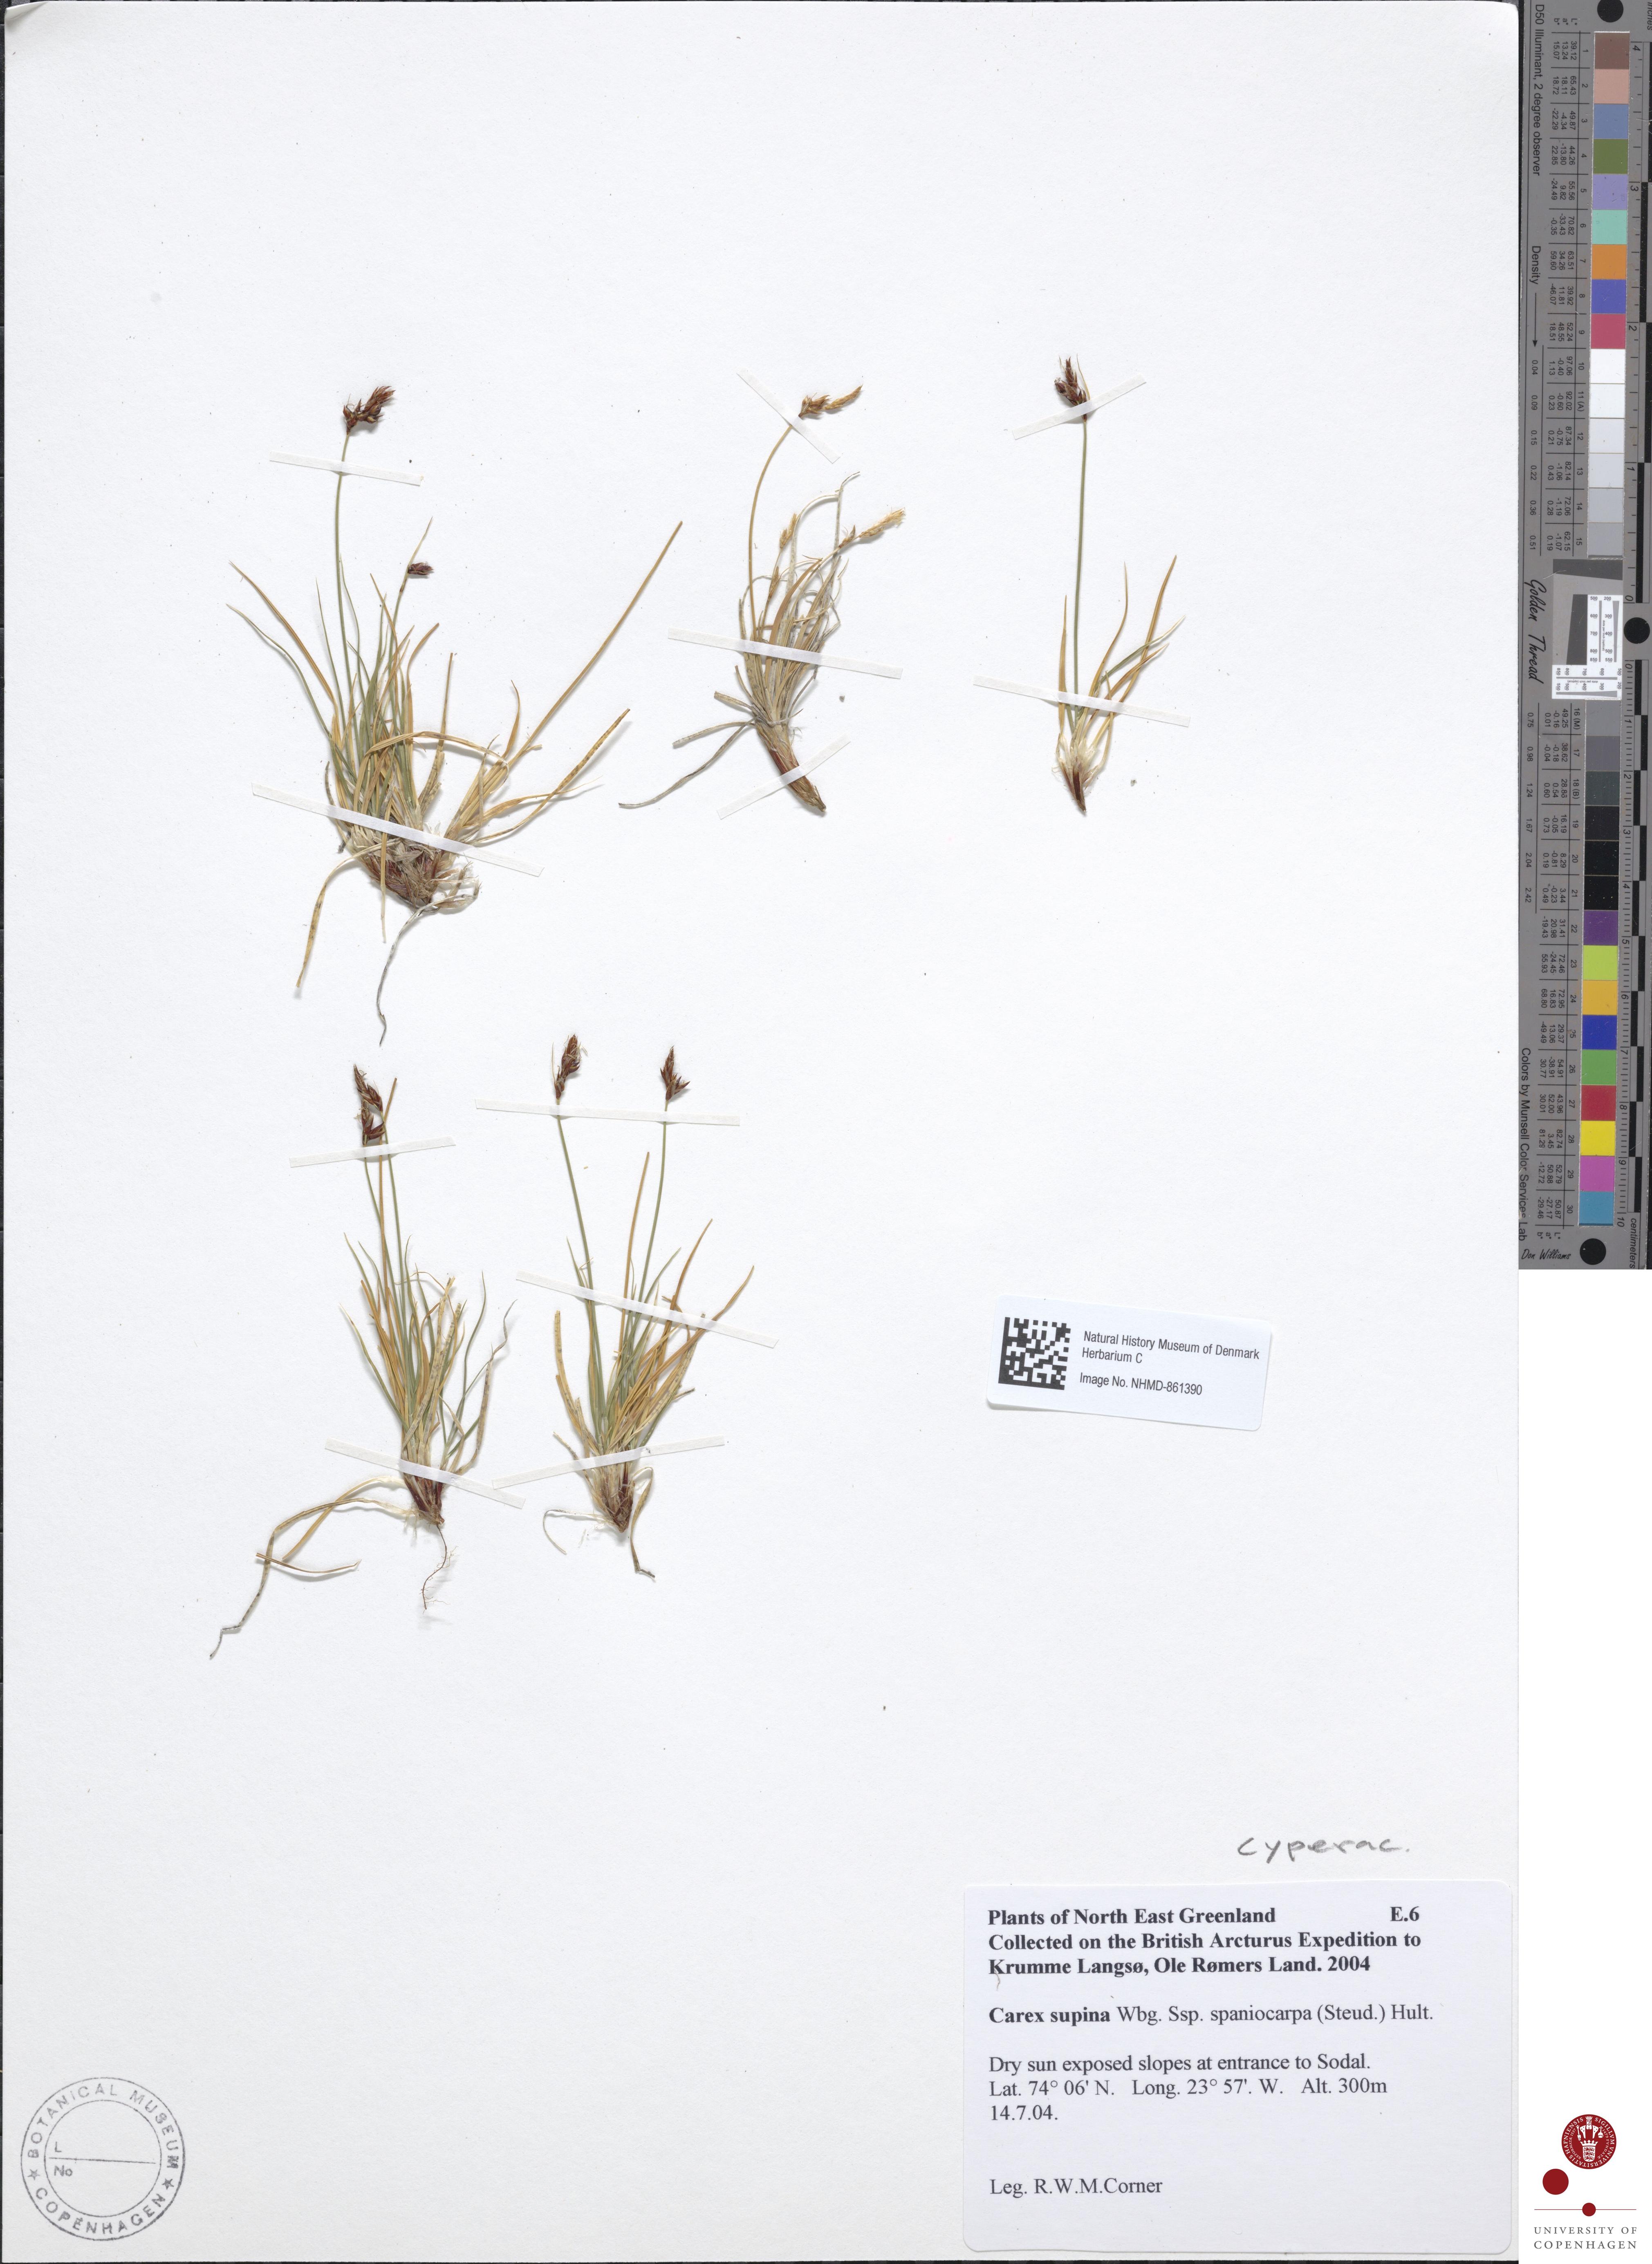 Natural History Museum of Denmark
Herbarium C
Image No. NHMD-861390
cyperac.
Plants of North East Greenland E.6
Collected on the British Arcturus Expedition to
Krumme Langsø, Ole Rømers Land. 2004
Carex supina Wbg. Ssp. spaniocarpa (Steud.) Hult.
Dry sun exposed slopes at entrance to Sodal.
Lat. 74° 06' N. Long. 23° 57'. W. Alt. 300m
14.7.04.
Leg. R.W.M.Corner
BOTANICAL MUSEUM
L
No
COPENHAGEN
D50 Illuminant, 2 degree observer
Density
Golden Thread
Colors by Munsell Color Services Lab
Don Williams
inches
centimeters
UNIVERSITY OF
COPENHAGEN